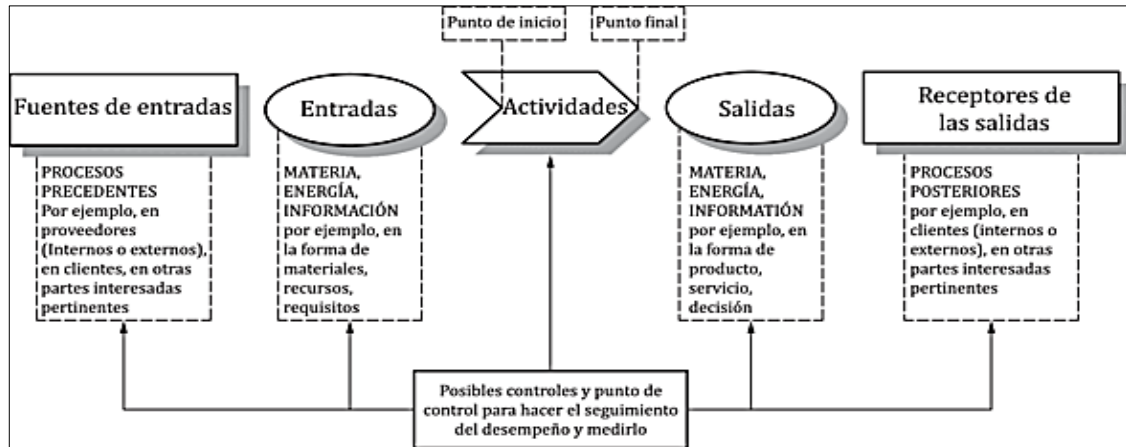 Punto de inicio
Punto final
Fuentes de entradas
Entradas
Actividades
Salidas
Receptores de
las salidas
PROCESOS
PRECEDENTES
Por ejemplo, en
proveedores
(Internos o externos),
en clientes, en otras
partes interesadas
pertinentes
MATERIA,
ENERGÍA,
INFORMACIÓN
por ejemplo, en
la forma de
materiales,
recursos,
requisitos
MATERIA,
ENERGÍA,
INFORMATIÓN
por ejemplo, en
la forma de
producto,
servicio,
decisión
PROCESOS
POSTERIORES
por ejemplo, en
clientes (internos o
externos), en otras
partes interesadas
pertinentes
Posibles controles y punto de
control para hacer el seguimiento
del desempeño y medirlo